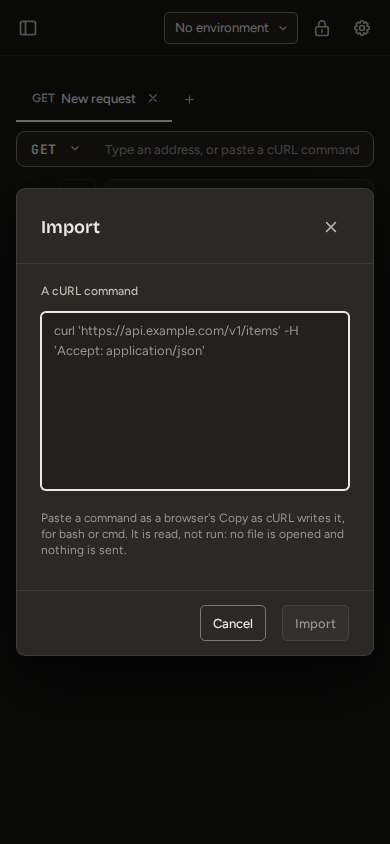 No environment
GET New request
GET
Type an address, or paste a cURL command
Import
A cURL command
curl 'https://api.example.com/v1/items' -H
'Accept: application/json'
Paste a command as a browser's Copy as cURL writes it,
for bash or cmd. It is read, not run: no file is opened and
nothing is sent.
Cancel
Import